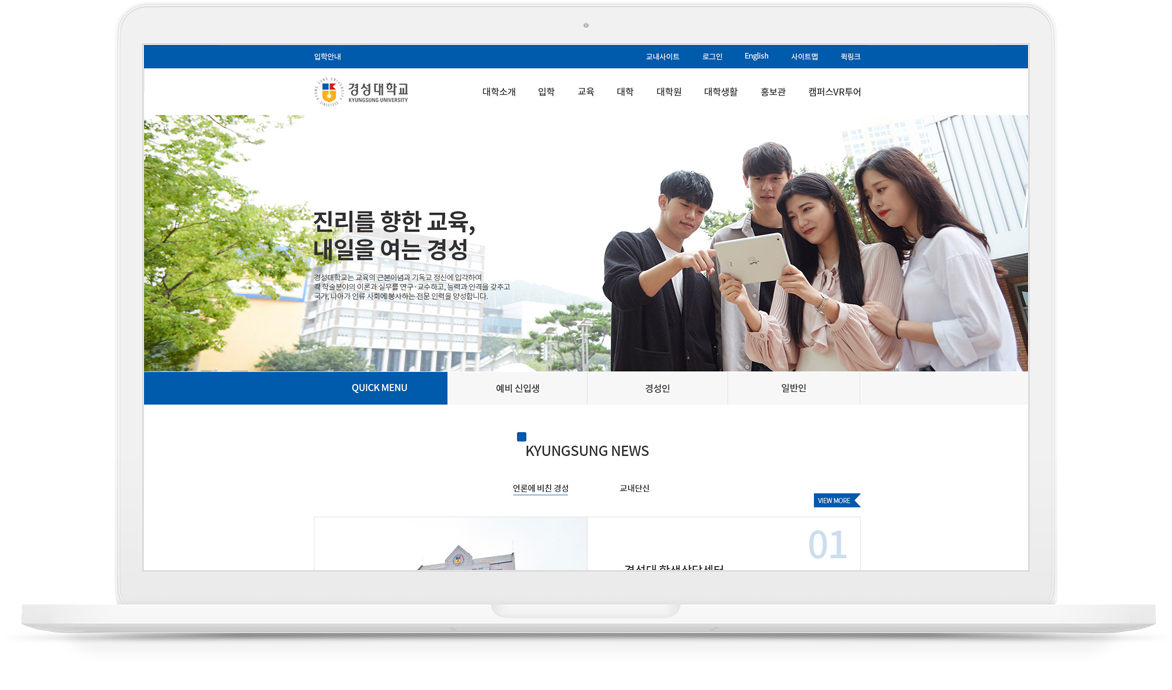 입학안내
교내사이트 로그인 English 사이트맵 퀵링크
경성대학교
KYUNGSUNG UNIVERSITY
대학소개 입학 교육 대학 대학원 대학생활 홍보관 캠퍼스VR투어
진리를 향한 교육,
내일을 여는 경성
경성대학교는 교육의 근본이념과 기독교 정신에 입각하여
각 학술분야의 이론과 실무를 연구·교수하고, 능력과 인격을 갖추고
국가, 나아가 인류 사회에 봉사하는 전문 인력을 양성합니다.
QUICK MENU 예비 신입생 경성인 일반인
KYUNGSUNG NEWS
언론에 비친 경성 교내단신
VIEW MORE
01
경성대 학생상담센터